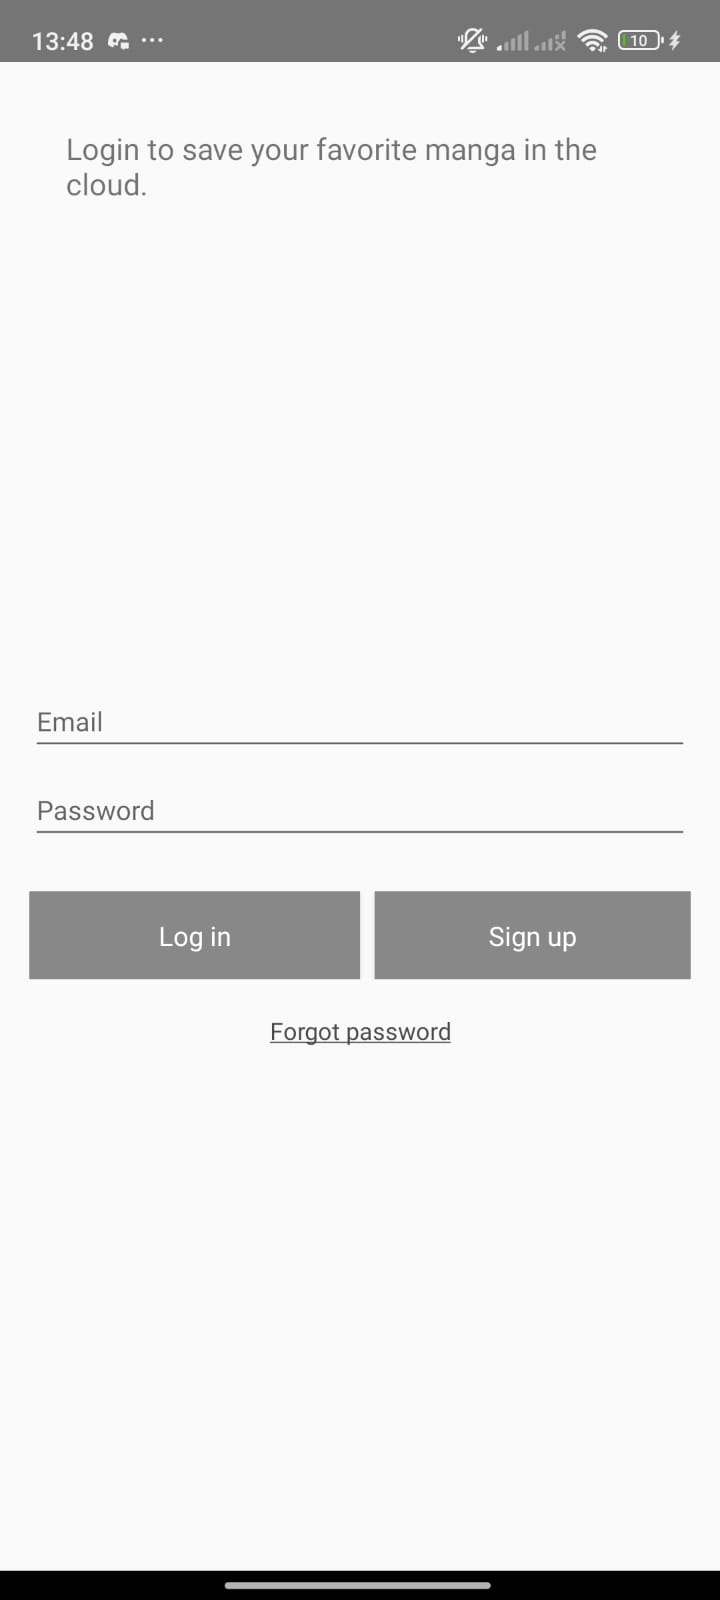 13:48
10
Login to save your favorite manga in the
cloud.
Email
Password
Log in
Sign up
Forgot password